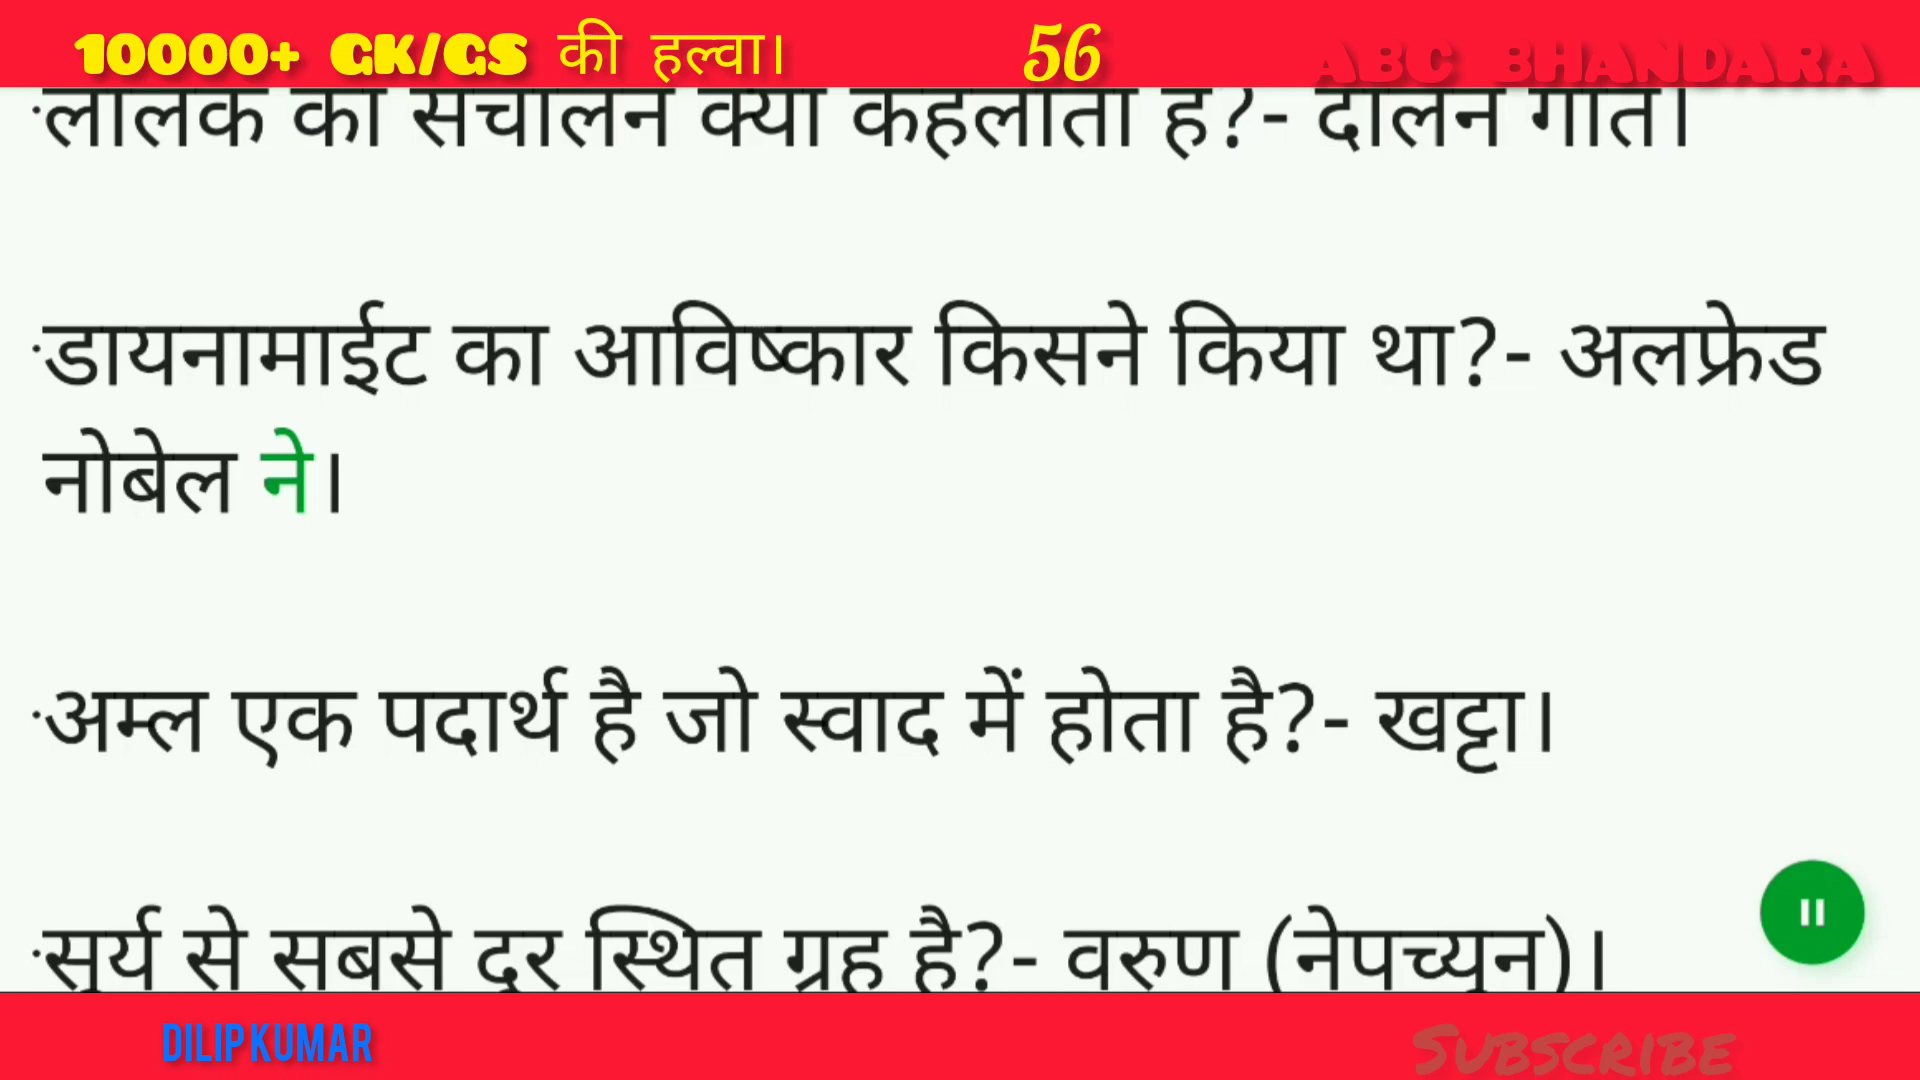 10000+ GK/GS की हल्वा। 56 ABC BHANDARA
·लोलक का संचालन क्या कहलाता है?- दोलन गति।
·डायनामाईट का आविष्कार किसने किया था?- अलफ्रेड
नोबेल ने।
·अम्ल एक पदार्थ है जो स्वाद में होता है?- खट्टा।
·सूर्य से सबसे दूर स्थित ग्रह है?- वरुण (नेपच्यून)।
DILIP KUMAR SUBSCRIBE